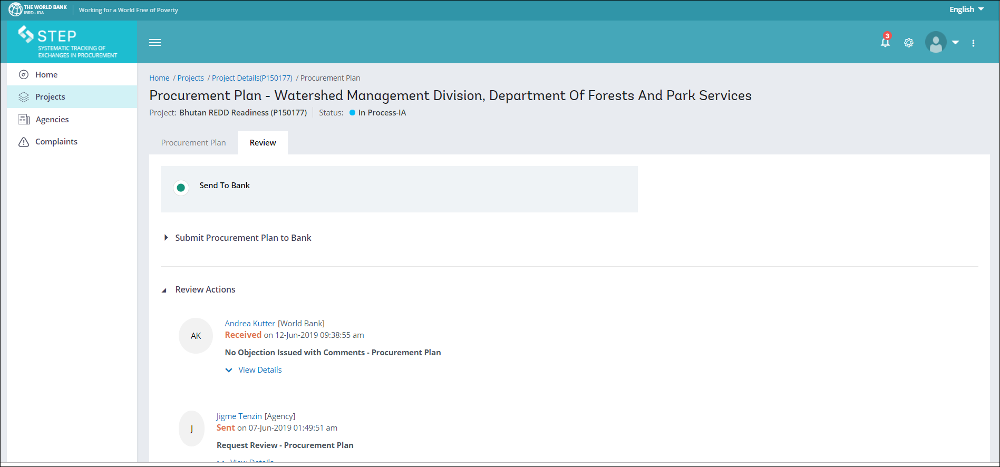 THE WORLD BANK
IBRD - IDA
Working for a World Free of Poverty
English
STEP
SYSTEMATIC TRACKING OF
EXCHANGES IN PROCUREMENT
3
Home
Projects
Agencies
Complaints
Home / Projects / Project Details(P150177) / Procurement Plan
Procurement Plan - Watershed Management Division, Department Of Forests And Park Services
Project: Bhutan REDD Readiness (P150177) Status: In Process-IA
Procurement Plan Review
Send To Bank
Submit Procurement Plan to Bank
Review Actions
AK
Andrea Kutter [World Bank]
Received on 12-Jun-2019 09:38:55 am
No Objection Issued with Comments - Procurement Plan
View Details
J
Jigme Tenzin [Agency]
Sent on 07-Jun-2019 01:49:51 am
Request Review - Procurement Plan
View Details